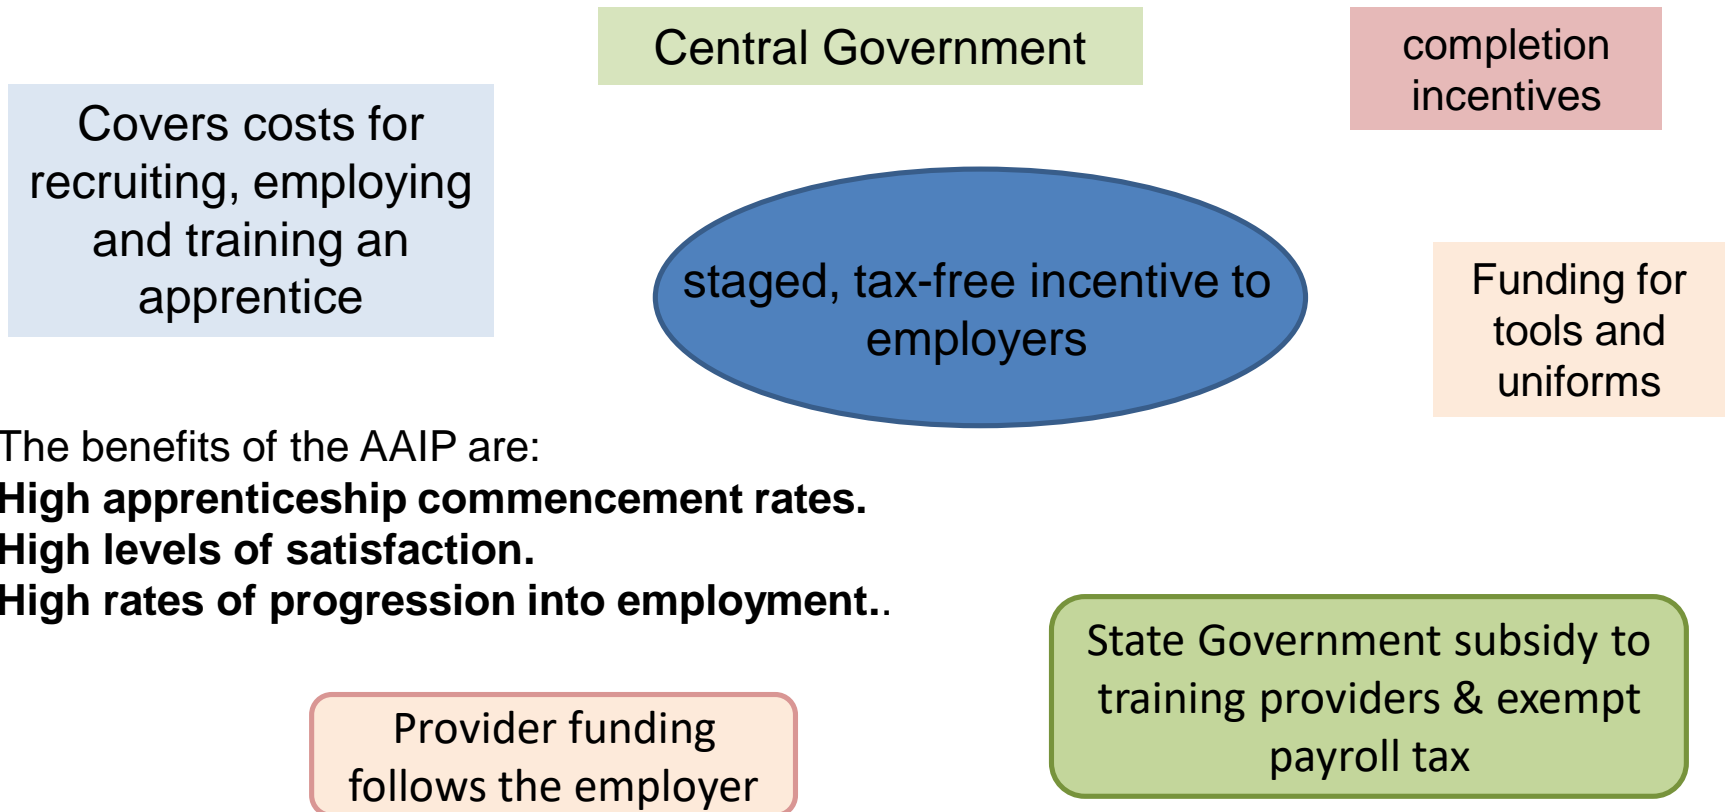 Central Government
completion
incentives
Covers costs for
recruiting, employing
and training an
apprentice
staged, tax-free incentive to
employers
Funding for
tools and
uniforms
The benefits of the AAIP are:
High apprenticeship commencement rates.
High levels of satisfaction.
High rates of progression into employment..
State Government subsidy to
training providers & exempt
payroll tax
Provider funding
follows the employer